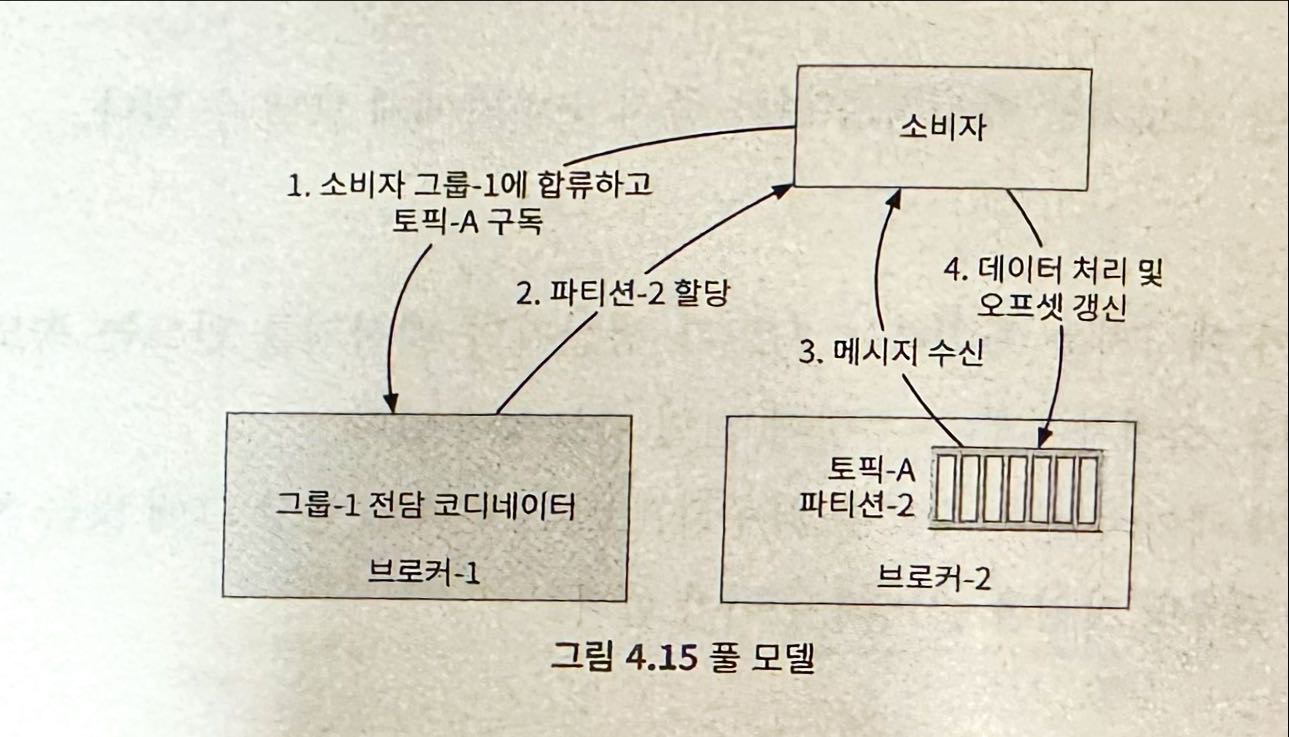 소비자
1. 소비자 그룹-1에 합류하고
토픽-A 구독
2. 파티션-2 할당
3. 메시지 수신
4. 데이터 처리 및
오프셋 갱신
그룹-1 전담 코디네이터
브로커-1
토픽-A
파티션-2
브로커-2
그림 4.15 풀 모델